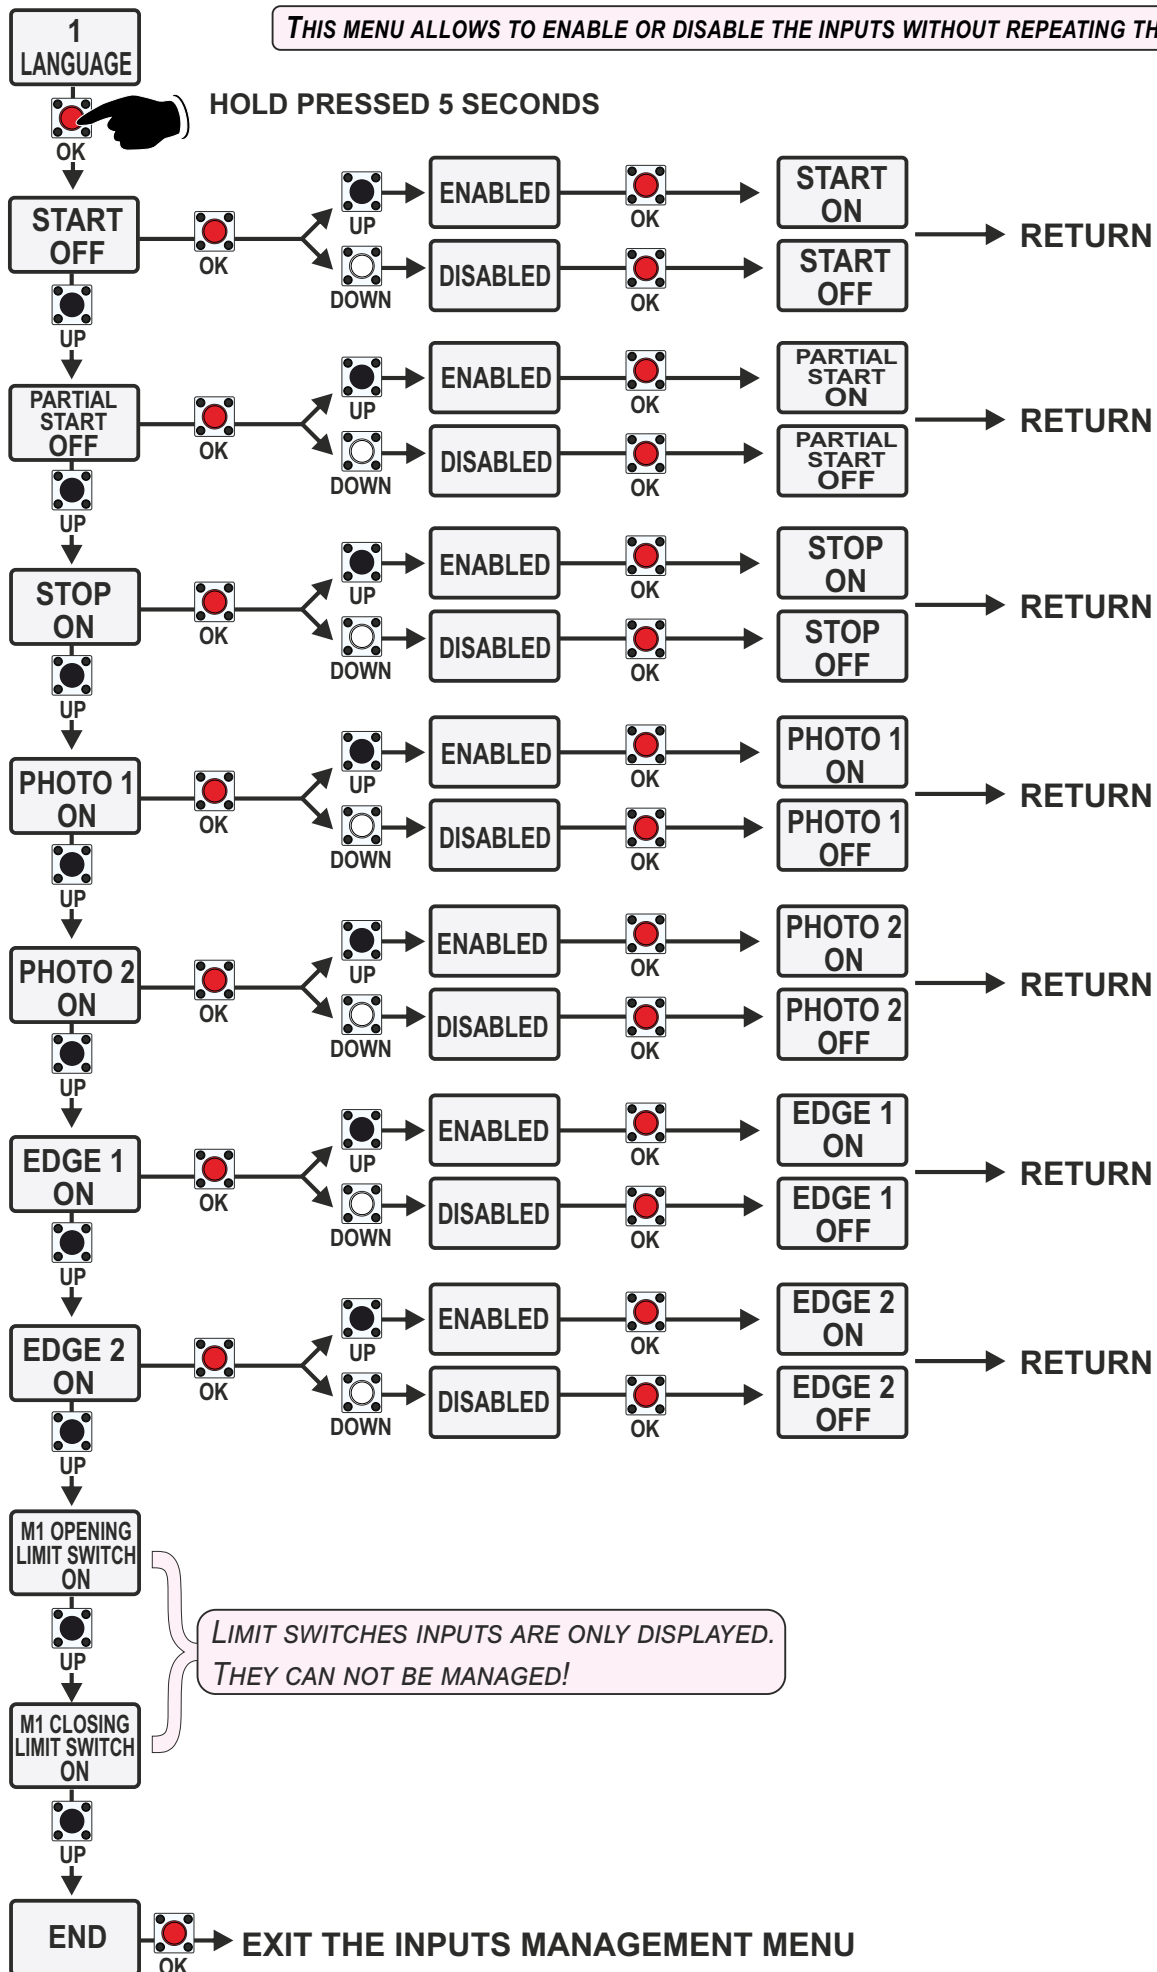 1
LANGUAGE
THIS MENU ALLOWS TO ENABLE OR DISABLE THE INPUTS WITHOUT REPEATING
OK
HOLD PRESSED 5 SECONDS
START
OFF
OK
UP
ENABLED
OK
START
ON
DOWN
DISABLED
OK
START
OFF
RETURN
UP
PARTIAL
START
OFF
OK
UP
ENABLED
OK
PARTIAL
START
ON
DOWN
DISABLED
OK
PARTIAL
START
OFF
RETURN
UP
STOP
ON
OK
UP
ENABLED
OK
STOP
ON
DOWN
DISABLED
OK
STOP
OFF
RETURN
UP
PHOTO 1
ON
OK
UP
ENABLED
OK
PHOTO 1
ON
DOWN
DISABLED
OK
PHOTO 1
OFF
RETURN
UP
PHOTO 2
ON
OK
UP
ENABLED
OK
PHOTO 2
ON
DOWN
DISABLED
OK
PHOTO 2
OFF
RETURN
UP
EDGE 1
ON
OK
UP
ENABLED
OK
EDGE 1
ON
DOWN
DISABLED
OK
EDGE 1
OFF
RETURN
UP
EDGE 2
ON
OK
UP
ENABLED
OK
EDGE 2
ON
DOWN
DISABLED
OK
EDGE 2
OFF
RETURN
UP
M1 OPENING
LIMIT SWITCH
ON
UP
LIMIT SWITCHES INPUTS ARE ONLY DISPLAYED.
THEY CAN NOT BE MANAGED!
M1 CLOSING
LIMIT SWITCH
ON
UP
END
OK
EXIT THE INPUTS MANAGEMENT MENU